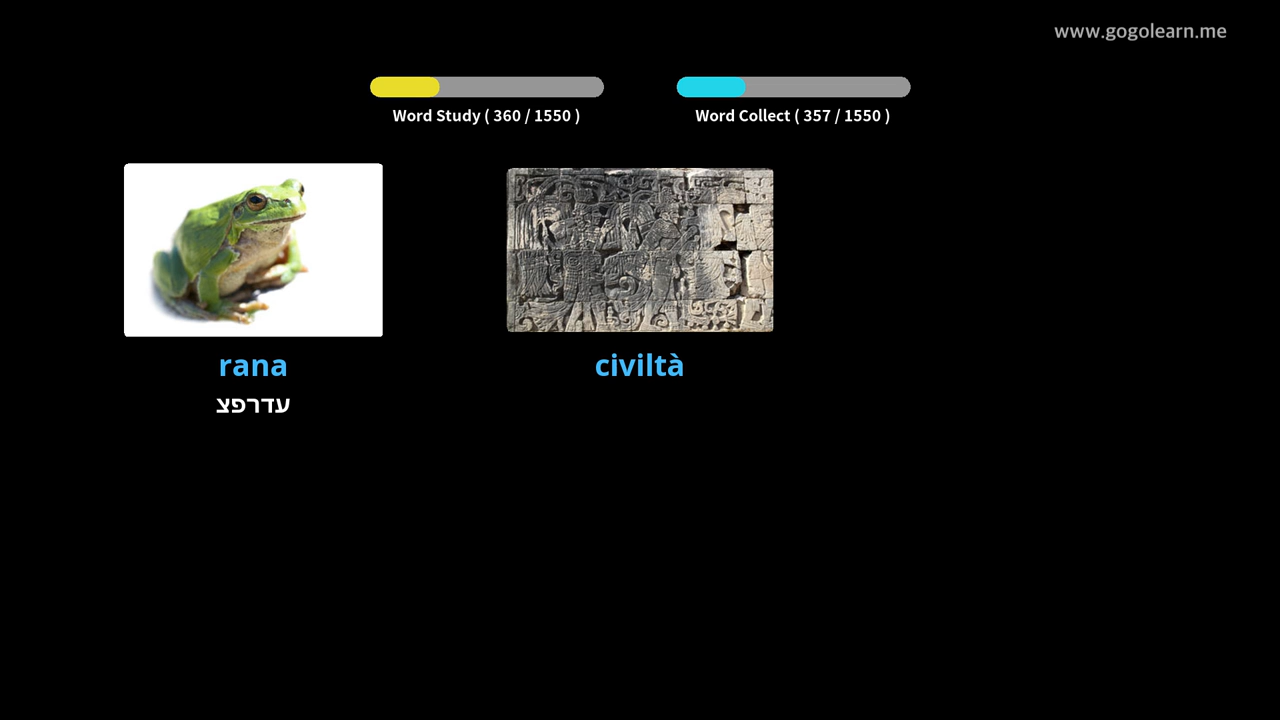 www.gogolearn.me
Word Study ( 360 / 1550 )
Word Collect ( 357 / 1550 )
rana
עדרפצ
civiltà